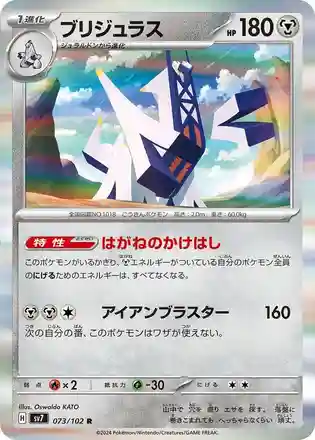 1進化
ブリジュラス
ジュラルドンから進化
HP 180
全国図鑑NO.1018 ごうきんポケモン 高さ：2.0m 重さ：60.0kg
特性 はがねのかけはし
このポケモンがいるかぎり、エネルギーがついている自分のポケモン全員
のにげるためのエネルギーは、すべてなくなる。
アイアンブラスター 160
次の自分の番、このポケモンはワザが使えない。
弱点 ×2 抵抗力 -30 にげる
Illus. Oswaldo KATO
H sv7 073/102 R
©2024 Pokémon/Nintendo/Creatures/GAME FREAK.